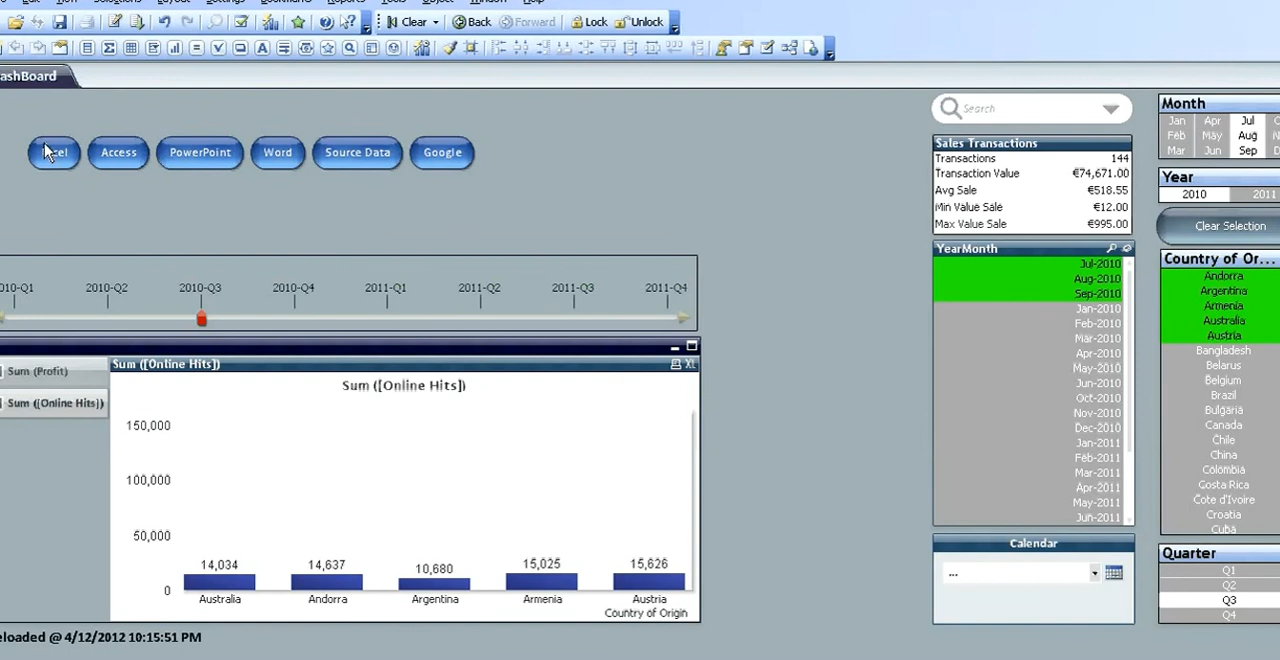 Clear
Back
Forward
Lock
Unlock
ashBoard
Access
PowerPoint
Word
Source Data
Google
Search
Sales Transactions
Transactions 144
Transaction Value €74,671.00
Avg Sale €518.55
Min Value Sale €12.00
Max Value Sale €995.00
Month
Jan Apr Jul
Feb May Aug
Mar Jun Sep
Year
2010 2011
Clear Selection
010-Q1 2010-Q2 2010-Q3 2010-Q4 2011-Q1 2011-Q2 2011-Q3 2011-Q4
YearMonth
Jul-2010
Aug-2010
Sep-2010
Jan-2010
Feb-2010
Mar-2010
Apr-2010
May-2010
Jun-2010
Oct-2010
Nov-2010
Dec-2010
Jan-2011
Feb-2011
Mar-2011
Apr-2011
May-2011
Jun-2011
Country of Or...
Andorra
Argentina
Armenia
Australia
Austria
Bangladesh
Belarus
Belgium
Brazil
Bulgaria
Canada
Chile
China
Colombia
Costa Rica
Cote d'Ivoire
Croatia
Cuba
Sum (Profit)
Sum ([Online Hits])
Sum ([Online Hits])
XL
Sum ([Online Hits])
150,000
100,000
50,000
0
14,034 14,637 10,680 15,025 15,626
Australia Andorra Argentina Armenia Austria
Country of Origin
Calendar
...
Quarter
Q1
Q2
Q3
Q4
eloaded @ 4/12/2012 10:15:51 PM